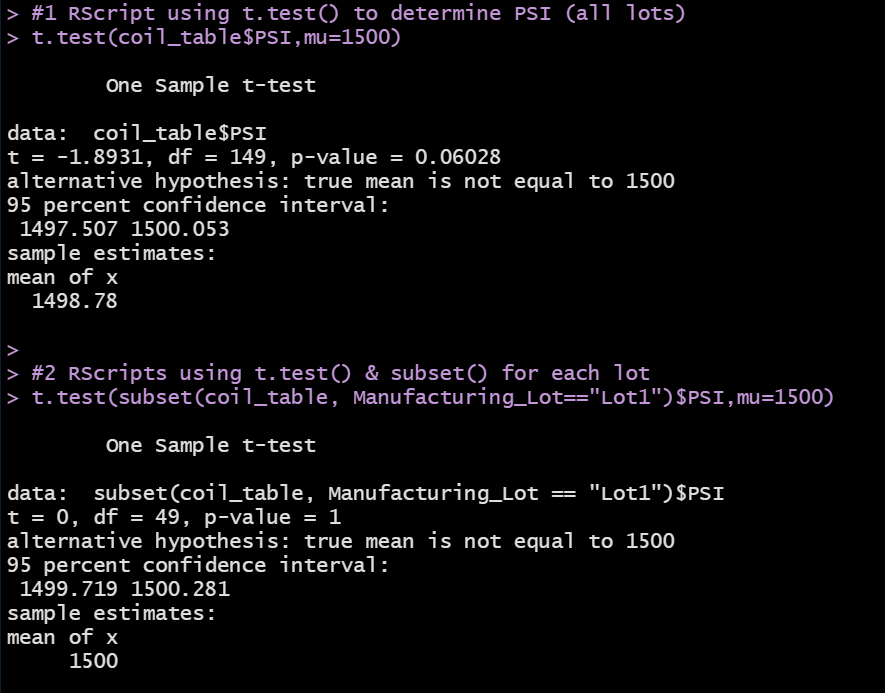 > #1 RScript using t.test() to determine PSI (all lots)
> t.test(coil_table$PSI,mu=1500)
One Sample t-test
data:  coil_table$PSI
t = -1.8931, df = 149, p-value = 0.06028
alternative hypothesis: true mean is not equal to 1500
95 percent confidence interval:
1497.507 1500.053
sample estimates:
mean of x
1498.78
>
> #2 RScripts using t.test() & subset() for each lot
> t.test(subset(coil_table, Manufacturing_Lot=="Lot1")$PSI,mu=1500)
One Sample t-test
data:  subset(coil_table, Manufacturing_Lot == "Lot1")$PSI
t = 0, df = 49, p-value = 1
alternative hypothesis: true mean is not equal to 1500
95 percent confidence interval:
1499.719 1500.281
sample estimates:
mean of x
1500